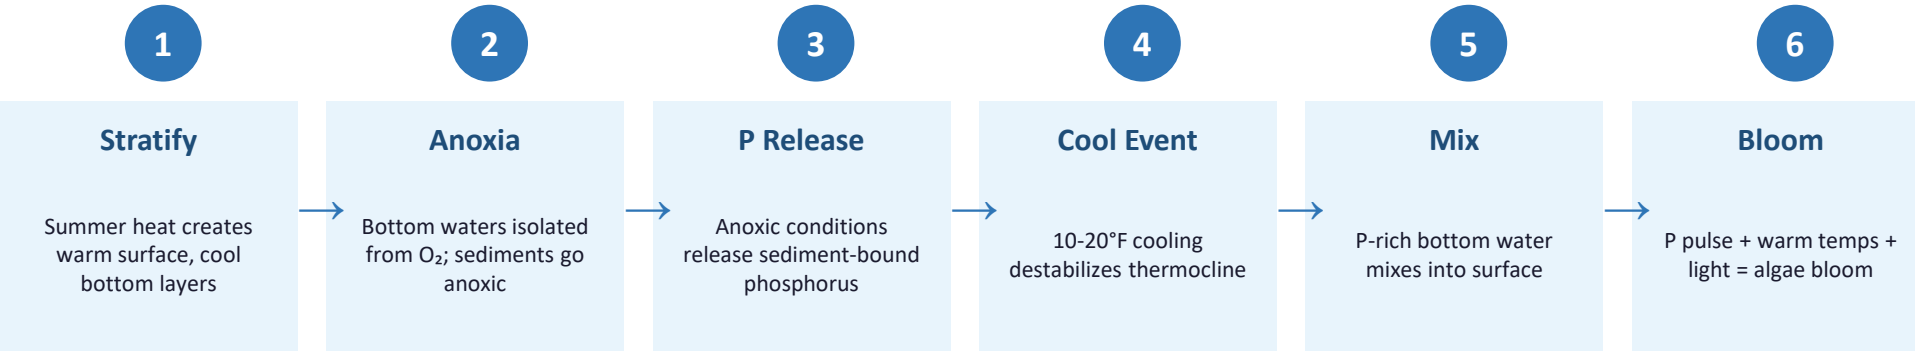 1
Stratify
Summer heat creates
warm surface, cool
bottom layers
→
2
Anoxia
Bottom waters isolated
from O₂; sediments go
anoxic
→
3
P Release
Anoxic conditions
release sediment-bound
phosphorus
→
4
Cool Event
10-20°F cooling
destabilizes thermocline
→
5
Mix
P-rich bottom water
mixes into surface
→
6
Bloom
P pulse + warm temps +
light = algae bloom